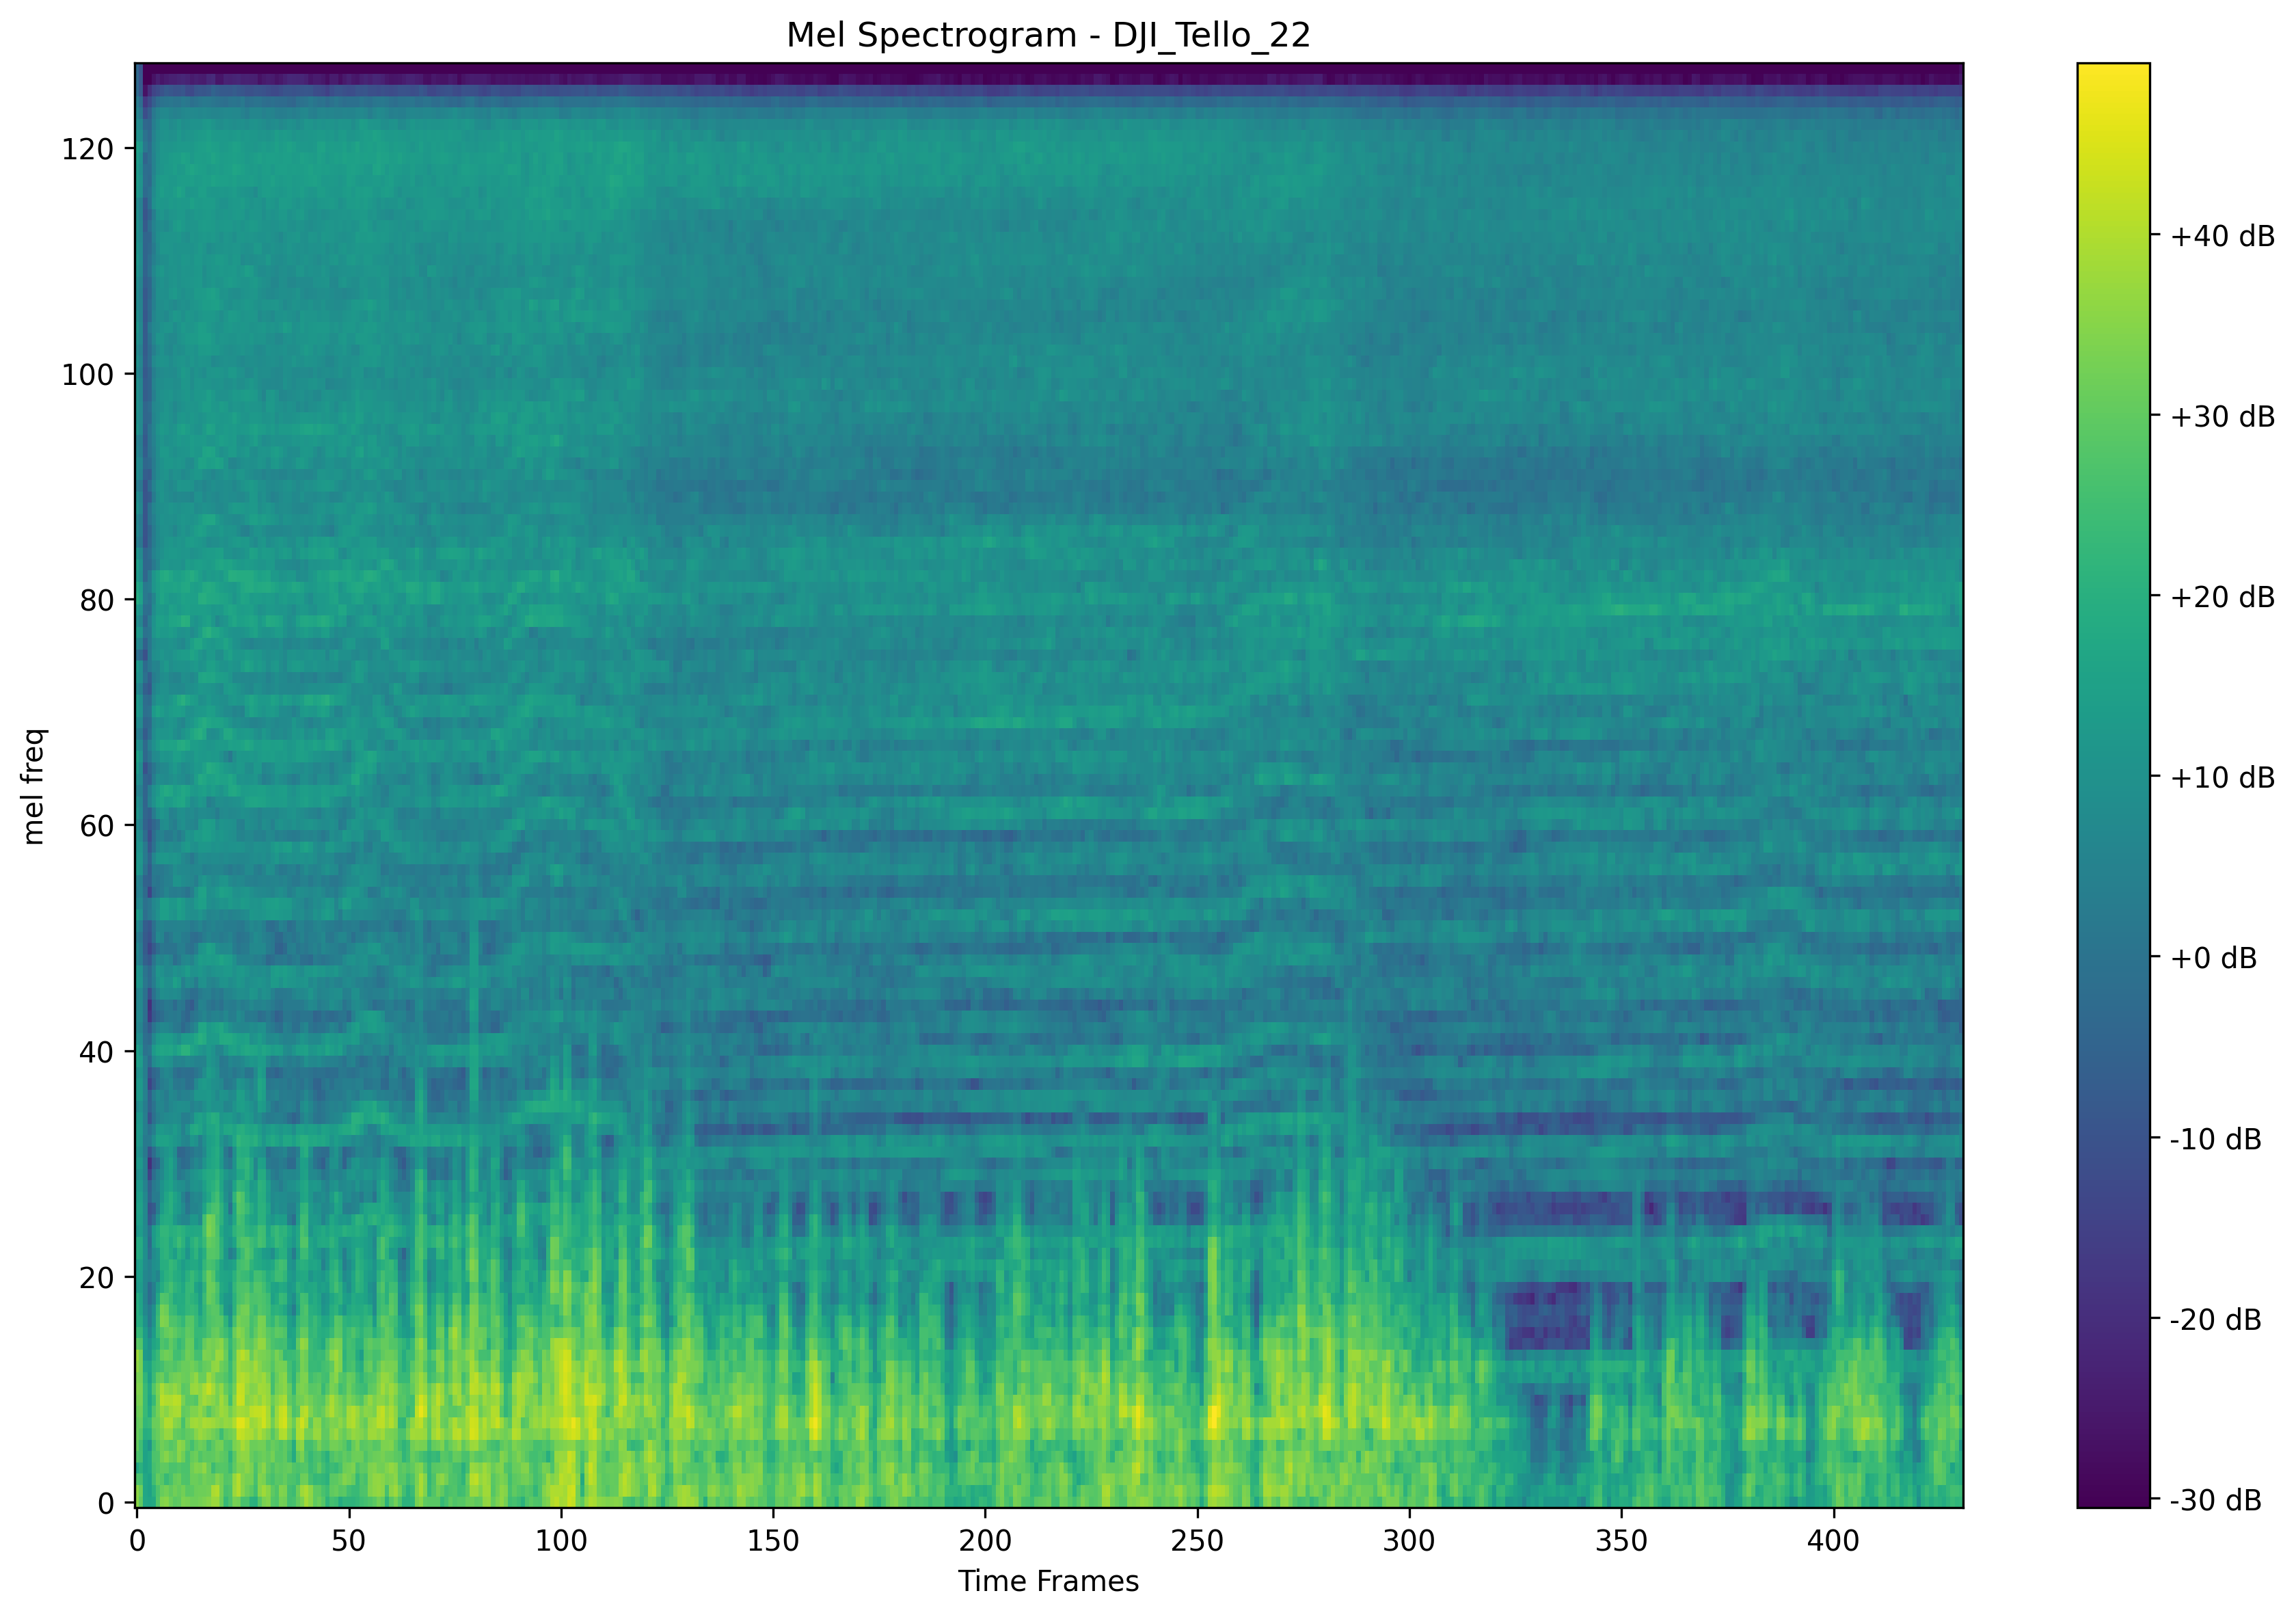 Mel Spectrogram - DJI_Tello_22
120
100
80
60
40
20
0
mel freq
0 50 100 150 200 250 300 350 400
Time Frames
+40 dB
+30 dB
+20 dB
+10 dB
+0 dB
-10 dB
-20 dB
-30 dB